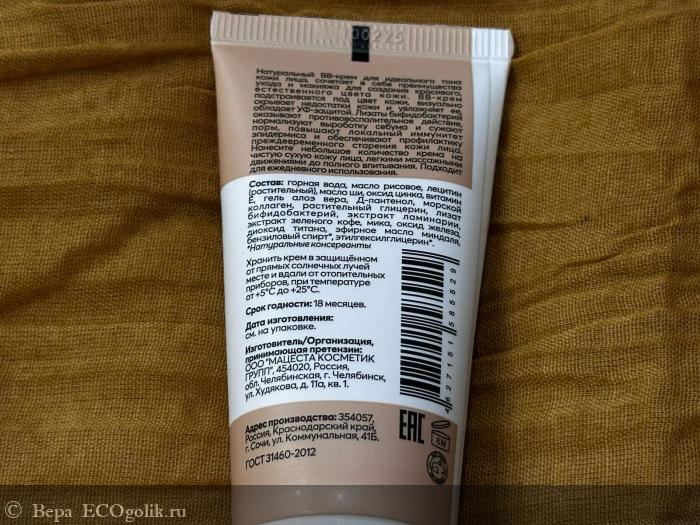 00225
Натуральный ВВ-крем для идеального тона
кожи лица, сочетает в себе преимущества
ухода и макияжа для создания красивого,
естественного цвета кожи. ВВ-крем
подстраивается под цвет кожи, визуально
скрывает недостатки кожи и увлажняет ее,
обладает УФ-защитой. Лизаты бифидобактерий
оказывают противовоспалительное действие,
нормализуют выработку себума и сужают
поры, повышают локальный иммунитет
эпидермиса и обеспечивают профилактику
преждевременного старения кожи лица.
Нанесите небольшое количество крема на
чистую сухую кожу лица, легкими массажными
движениями до полного впитывания. Подходит
для ежедневного использования.
Состав: горная вода, масло рисовое, лецитин
(растительный), масло ши, оксид цинка, витамин
Е, гель алоэ вера, Д-пантенол, морской
коллаген, растительный глицерин, лизат
бифидобактерий, экстракт ламинарии,
экстракт зеленого кофе, мика, оксид железа,
диоксид титана, эфирное масло миндаля,
бензиловый спирт*, этилгексилглицерин*.
*Натуральные консерванты
Хранить крем в защищённом
от прямых солнечных лучей
месте и вдали от отопительных
приборов, при температуре
от +5°С до +25°С.
Срок годности: 18 месяцев.
Дата изготовления:
см. на упаковке.
Изготовитель/Организация,
принимающая претензии:
ООО "МАЦЕСТА КОСМЕТИК
ГРУПП", 454020, Россия,
обл. Челябинская, г. Челябинск,
ул. Худякова, д. 11а, кв. 1.
4627151585529
Адрес производства: 354057,
Россия, Краснодарский край,
г. Сочи, ул. Коммунальная, 41Б.
ГОСТ 31460-2012
ЕАС
6M
© Вера ECOgolik.ru